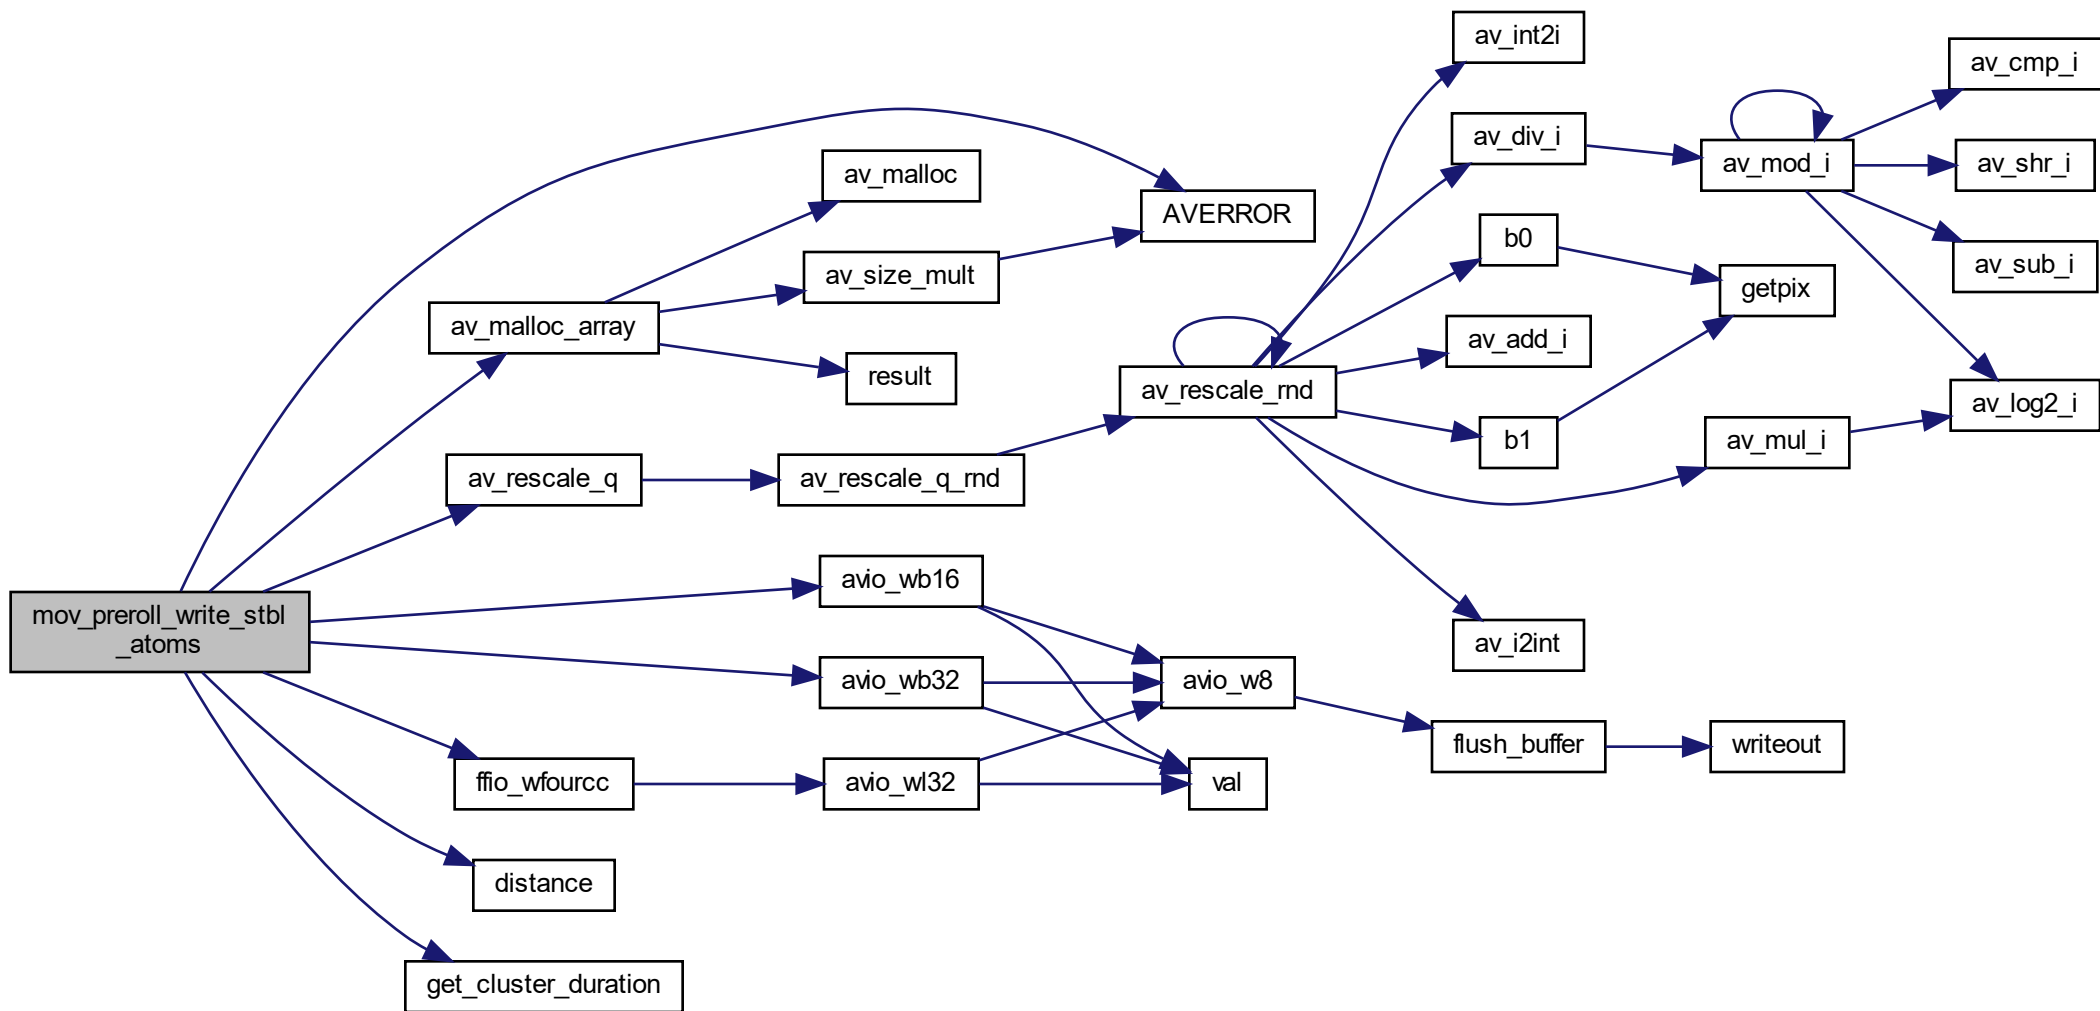 av_int2i
av_cmp_i
av_div_i
av_mod_i
av_shr_i
av_malloc
AVERROR
b0
av_sub_i
av_size_mult
getpix
av_malloc_array
av_add_i
result
av_rescale_rnd
av_log2_i
b1
av_mul_i
av_rescale_q
av_rescale_q_rnd
avio_wb16
mov_preroll_write_stbl
_atoms
av_i2int
avio_wb32
avio_w8
flush_buffer
writeout
ffio_wfourcc
avio_wl32
val
distance
get_cluster_duration